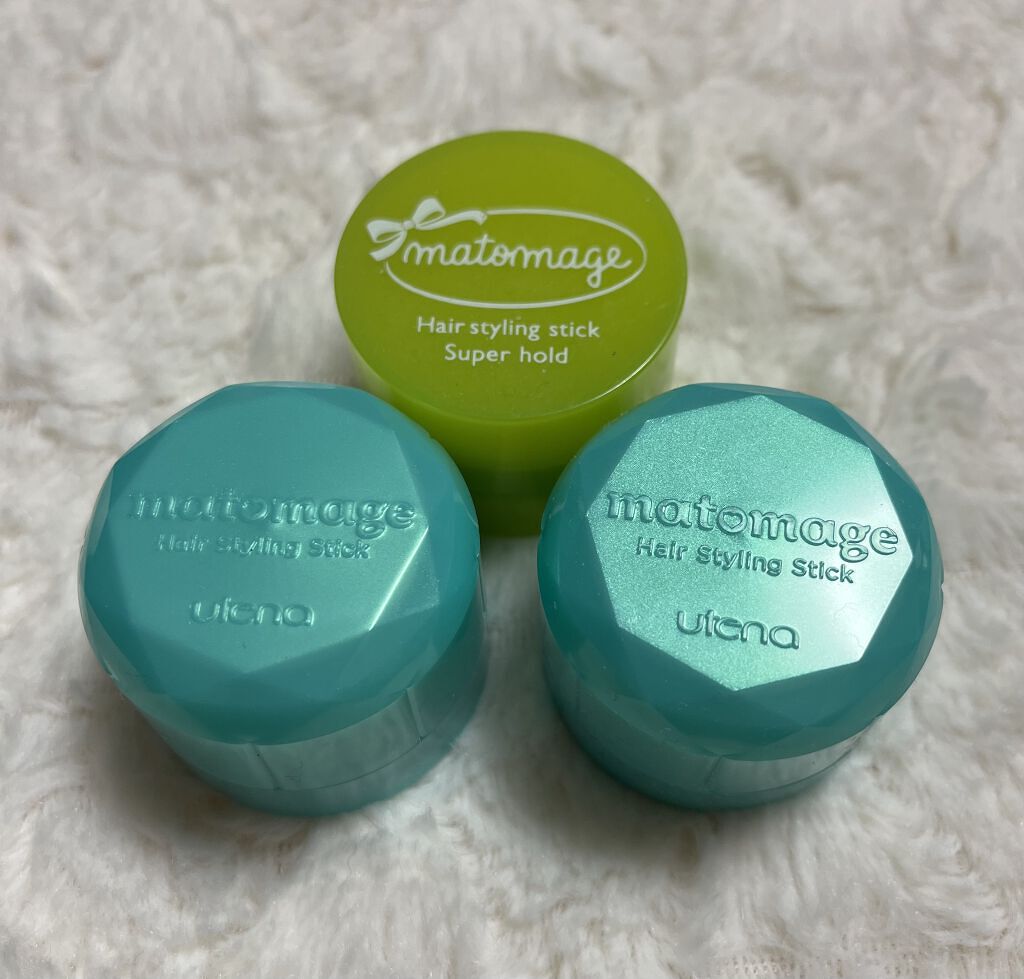 matomage
Hair styling stick
Super hold
matomage
Hair Styling Stick
utena
matomage
Hair Styling Stick
utena